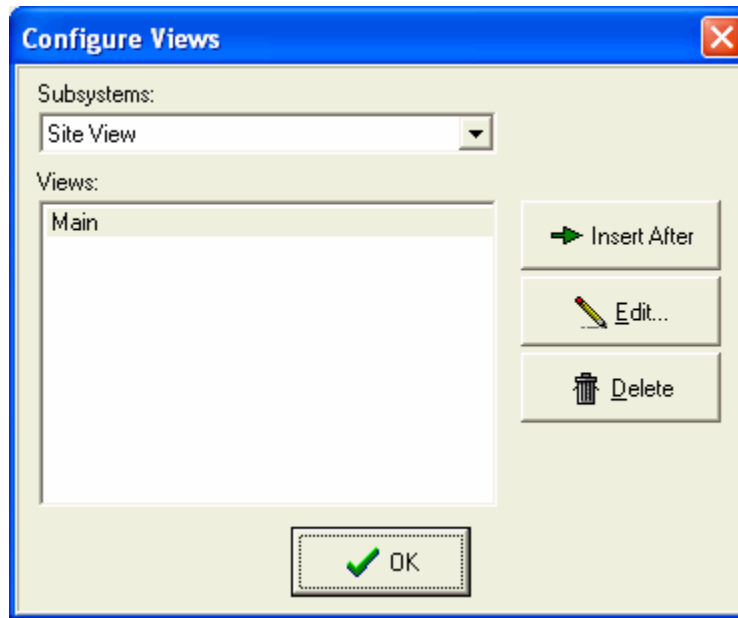 Configure Views
Subsystems:
Site View
Views:
Main
Insert After
Edit...
Delete
OK